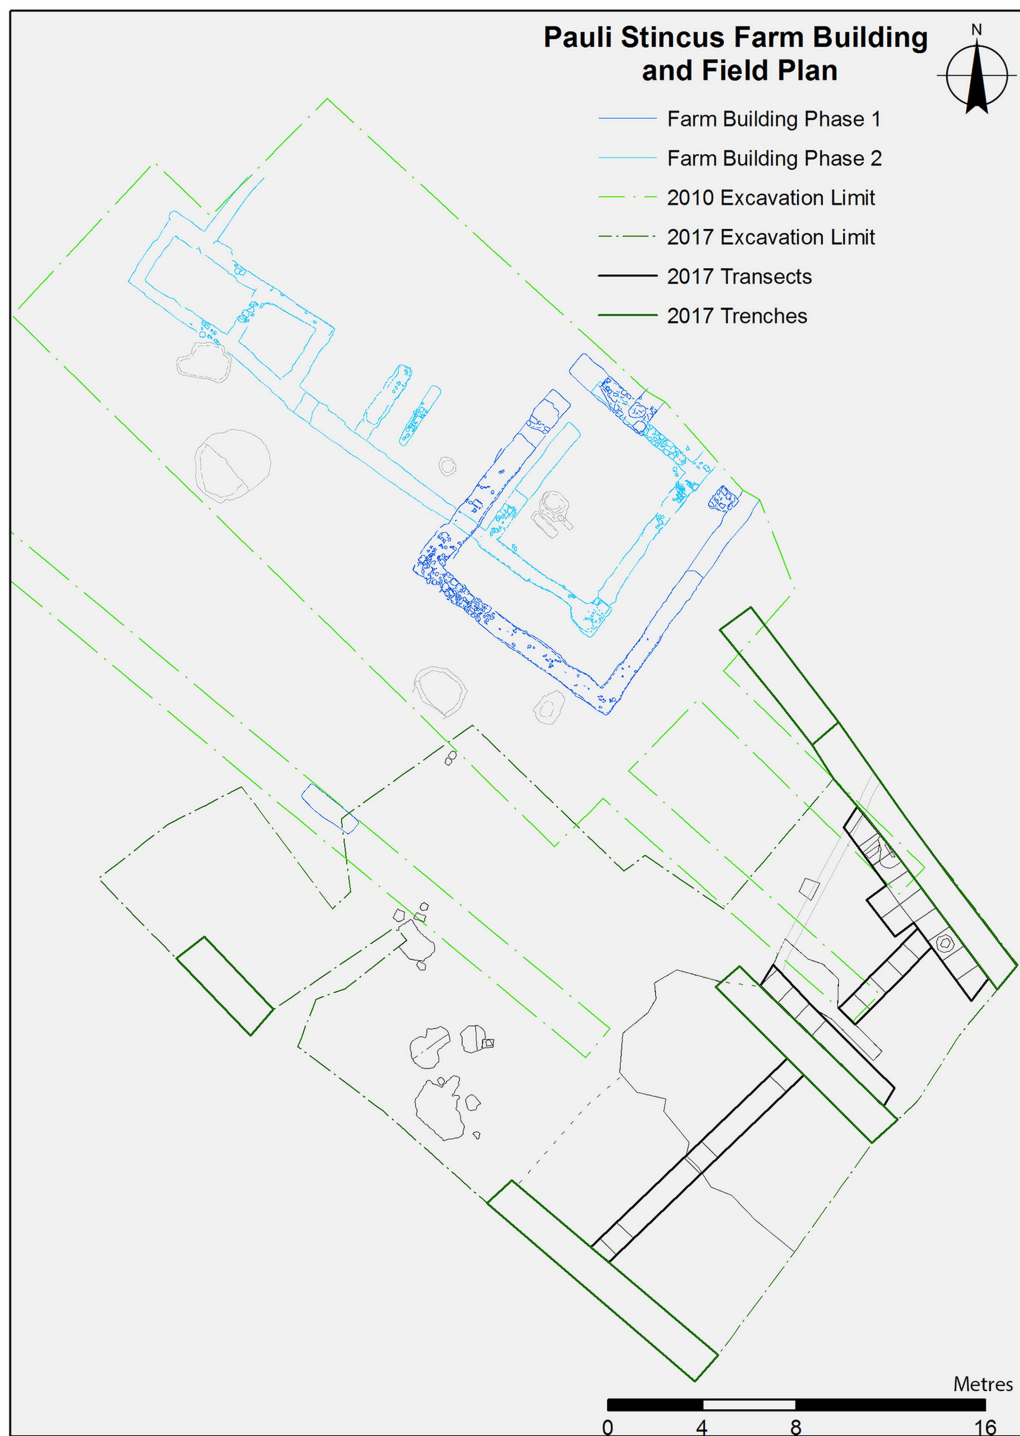 Pauli Stincus Farm Building
and Field Plan
N
Farm Building Phase 1
Farm Building Phase 2
2010 Excavation Limit
2017 Excavation Limit
2017 Transects
2017 Trenches
Metres
0 4 8 16